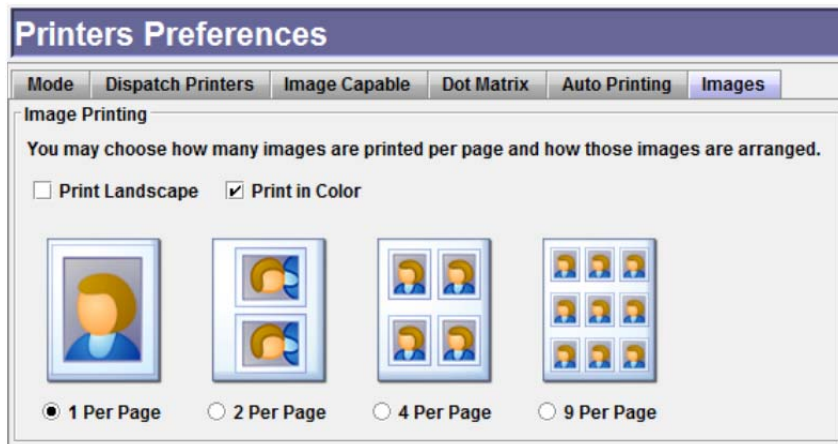 Printers Preferences
Mode Dispatch Printers Image Capable Dot Matrix Auto Printing Images
Image Printing
You may choose how many images are printed per page and how those images are arranged.
Print Landscape Print in Color
1 Per Page 2 Per Page 4 Per Page 9 Per Page